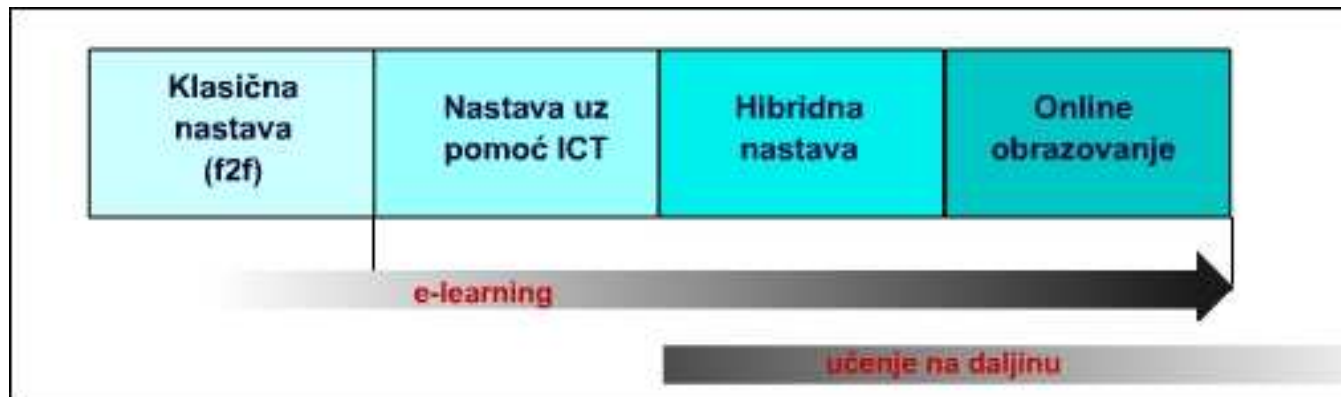 Klasična
nastava
(f2f)
Nastava uz
pomoć ICT
Hibridna
nastava
Online
obrazovanje
e-learning
učenje na daljinu